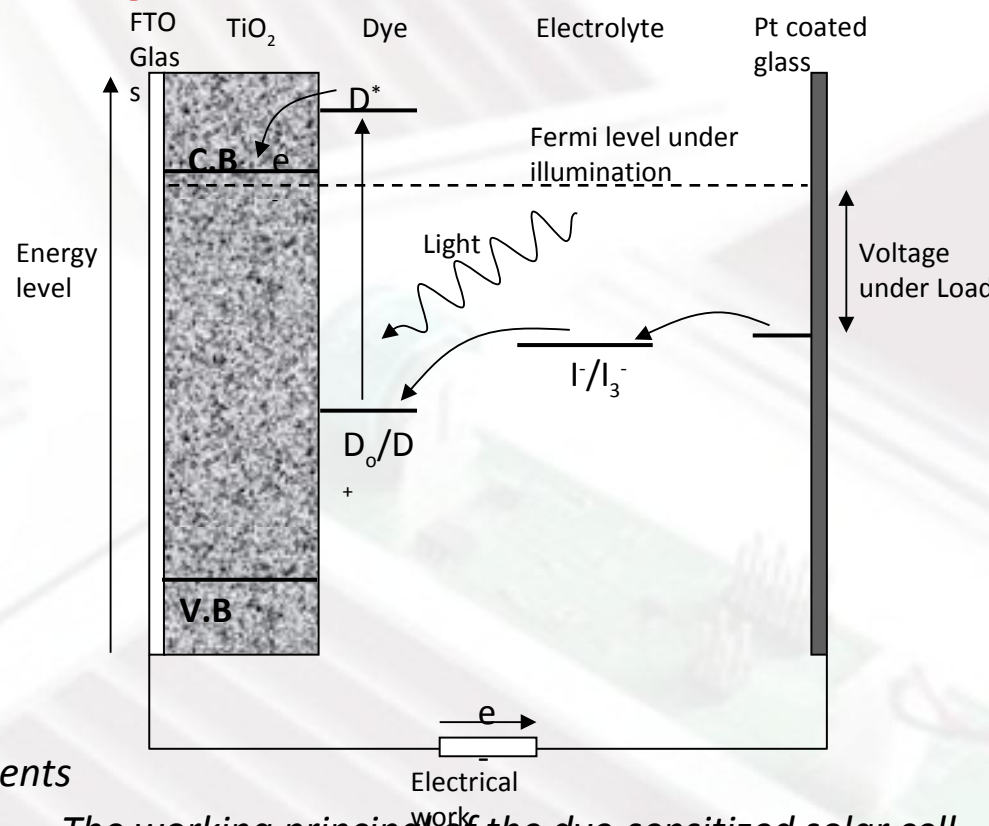 FTO
Glas
s
TiO2
Dye
Electrolyte
Pt coated
glass
D*
C.B
e
-
Fermi level under
illumination
Light
Energy
level
Voltage
under Load
I-/I3-
Do/D
+
V.B
e
-
Electrical
work
ents
The working principal of the dye sensitized solar cell